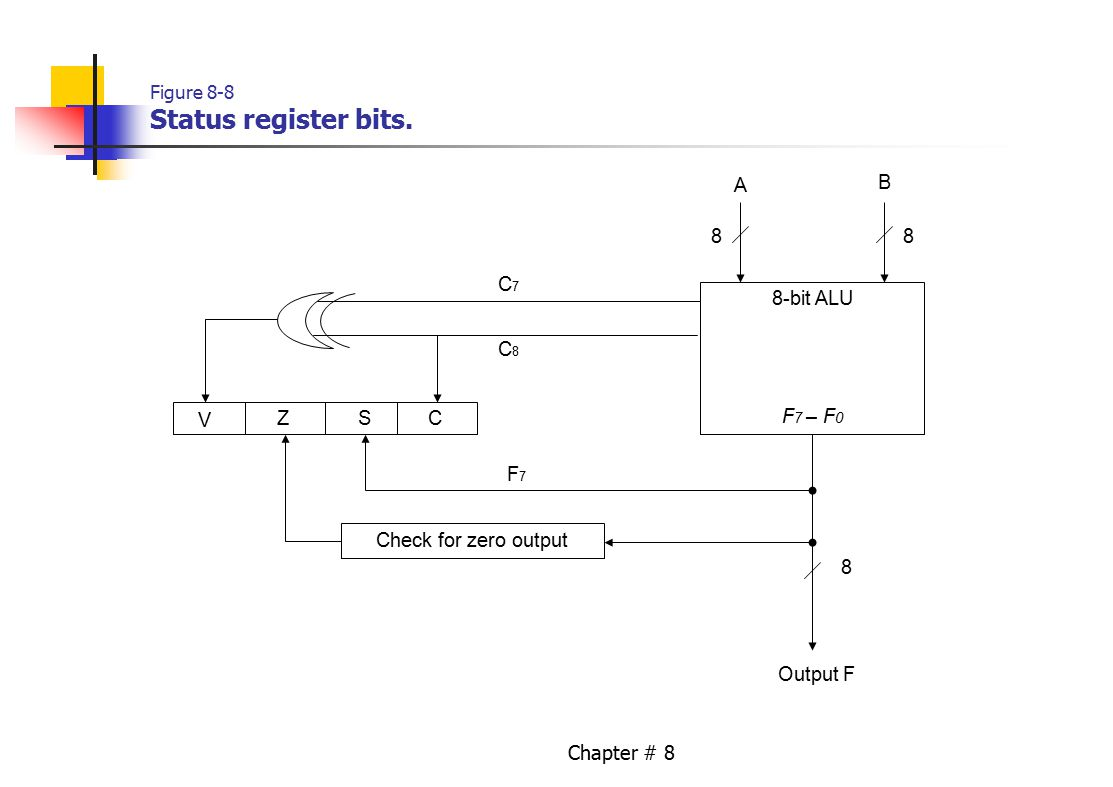 Figure 8-8
Status register bits.
A
B
8
8
C7
8-bit ALU
C8
V
Z
S
C
F7 – F0
F7
Check for zero output
8
Output F
Chapter # 8